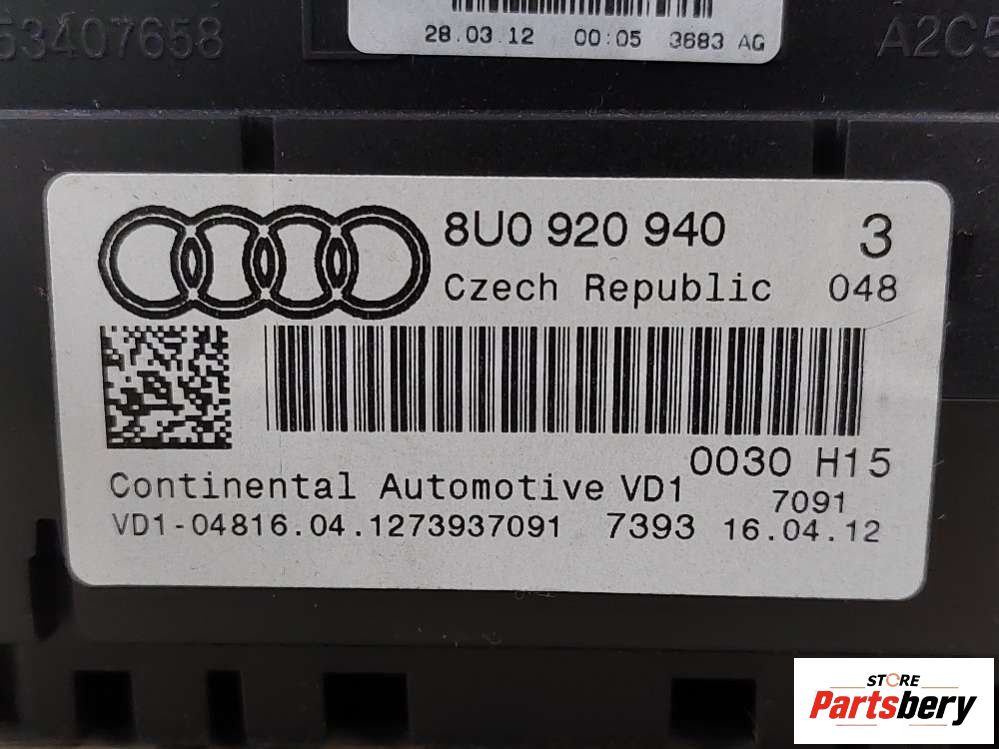 53407658
28.03.12 00:05 3683 AG
A2C5
8U0 920 940 3
Czech Republic 048
0030 H15
Continental Automotive VD1 7091
VD1-04816.04.1273937091 7393 16.04.12
STORE
Partsbery